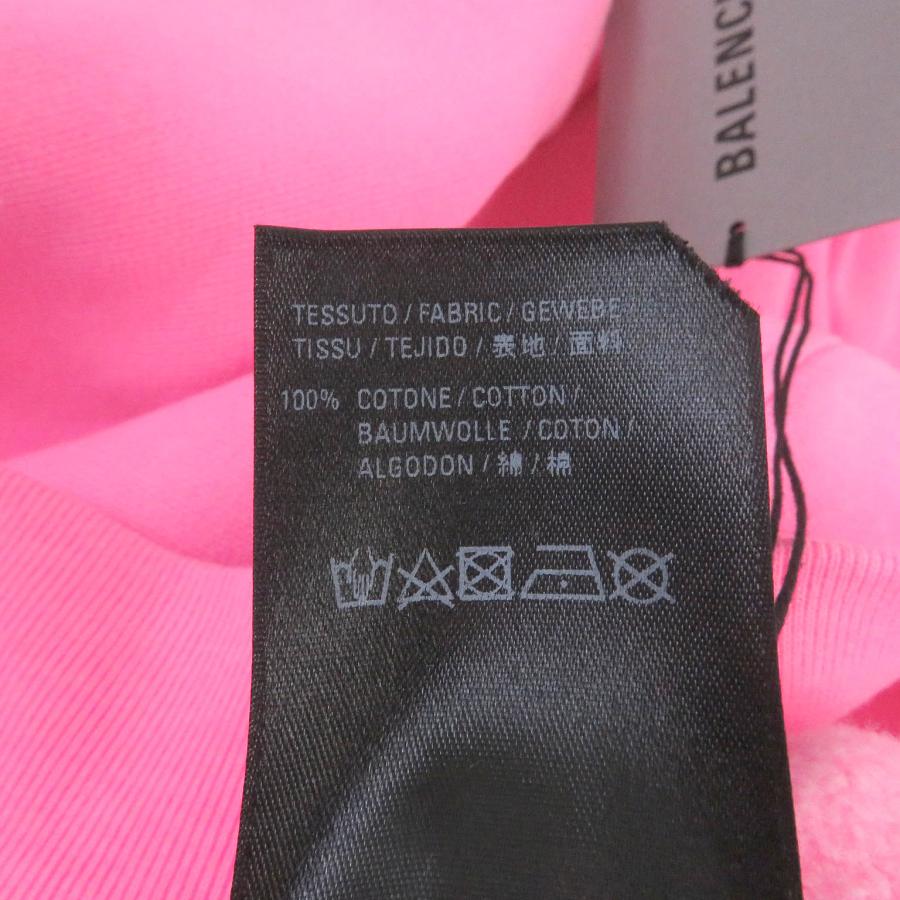 BALENC
TESSUTO / FABRIC / GEWEBE
TISSU / TEJIDO / 表地 / 面料
100% COTONE / COTTON /
BAUMWOLLE / COTON /
ALGODON / 綿 / 棉